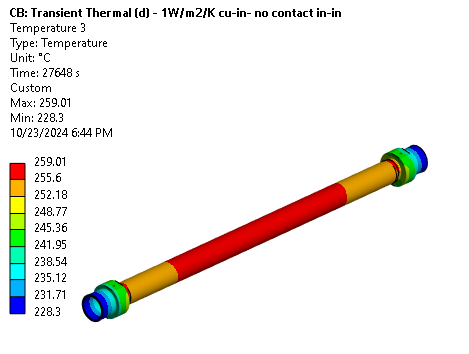 CB: Transient Thermal (d) - 1W/m2/K cu-in- no contact in-in
Temperature 3
Type: Temperature
Unit: °C
Time: 27648 s
Custom
Max: 259.01
Min: 228.3
10/23/2024 6:44 PM
259.01
255.6
252.18
248.77
245.36
241.95
238.54
235.12
231.71
228.3